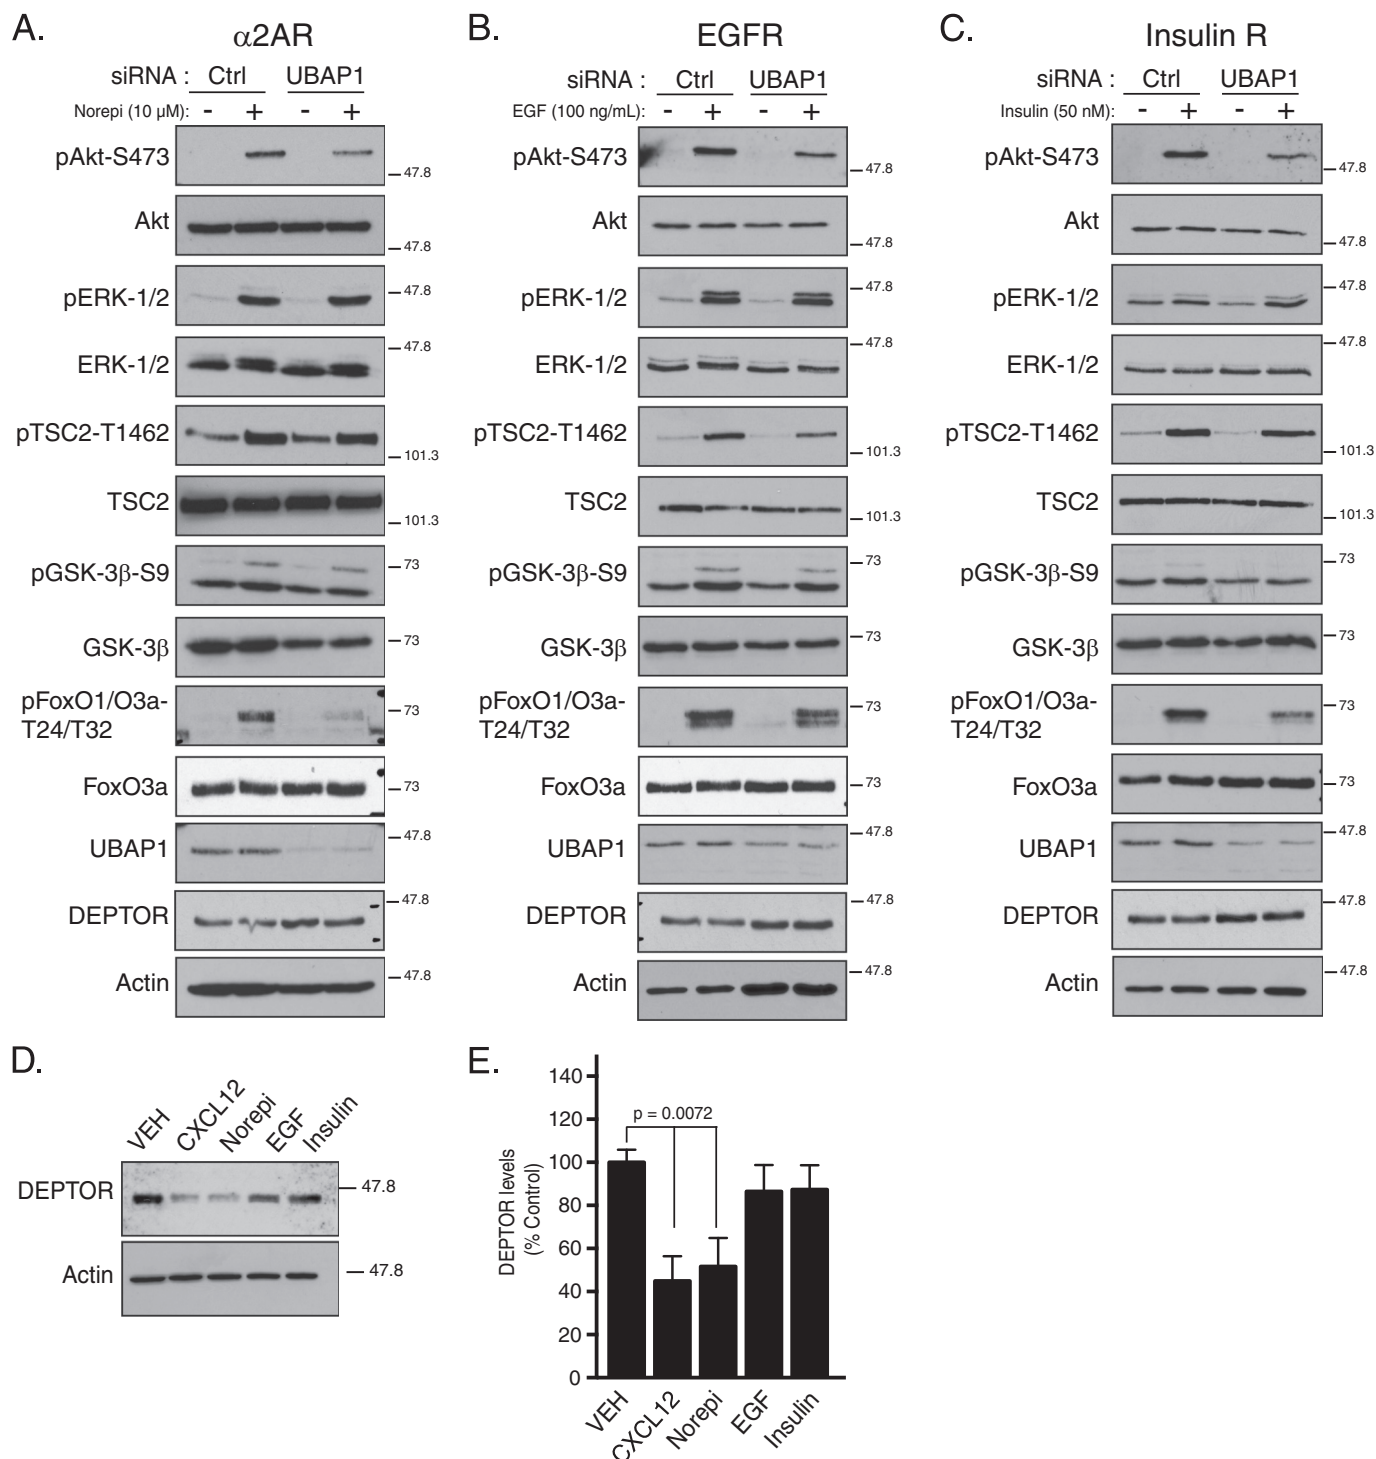 A.
α2AR
siRNA : Ctrl UBAP1
Norepi (10 µM): - + - +
pAkt-S473
47.8
Akt
47.8
pERK-1/2
47.8
ERK-1/2
47.8
pTSC2-T1462
101.3
TSC2
101.3
pGSK-3β-S9
73
GSK-3β
73
pFoxO1/O3a-
T24/T32
73
FoxO3a
73
UBAP1
47.8
DEPTOR
47.8
Actin
47.8
B.
EGFR
siRNA : Ctrl UBAP1
EGF (100 ng/mL): - + - +
pAkt-S473
47.8
Akt
47.8
pERK-1/2
47.8
ERK-1/2
47.8
pTSC2-T1462
101.3
TSC2
101.3
pGSK-3β-S9
73
GSK-3β
73
pFoxO1/O3a-
T24/T32
73
FoxO3a
73
UBAP1
47.8
DEPTOR
47.8
Actin
47.8
C.
Insulin R
siRNA : Ctrl UBAP1
Insulin (50 nM): - + - +
pAkt-S473
47.8
Akt
47.8
pERK-1/2
47.8
ERK-1/2
47.8
pTSC2-T1462
101.3
TSC2
101.3
pGSK-3β-S9
73
GSK-3β
73
pFoxO1/O3a-
T24/T32
73
FoxO3a
73
UBAP1
47.8
DEPTOR
47.8
Actin
47.8
D.
VEH CXCL12 Norepi EGF Insulin
DEPTOR
47.8
Actin
47.8
E.
DEPTOR levels
(% Control)
140
120
100
80
60
40
20
0
p = 0.0072
VEH CXCL12 Norepi EGF Insulin